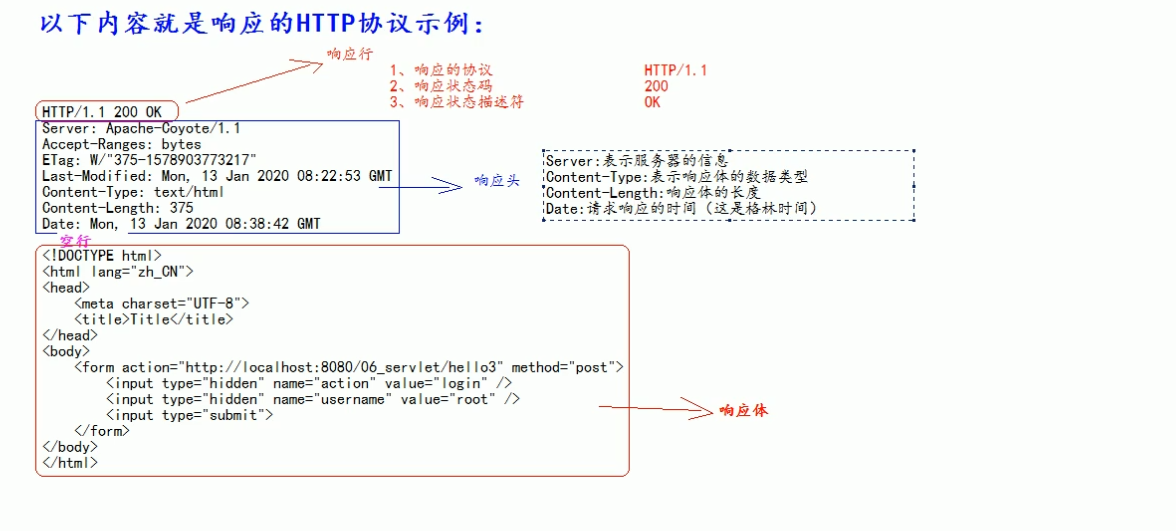 以下内容就是响应的HTTP协议示例：
响应行
1、响应的协议 HTTP/1.1
2、响应状态码 200
3、响应状态描述符 OK
HTTP/1.1 200 OK
Server: Apache-Coyote/1.1
Accept-Ranges: bytes
ETag: W/"375-1578903773217"
Last-Modified: Mon, 13 Jan 2020 08:22:53 GMT
Content-Type: text/html
Content-Length: 375
Date: Mon, 13 Jan 2020 08:38:42 GMT
响应头
Server:表示服务器的信息
Content-Type:表示响应体的数据类型
Content-Length:响应体的长度
Date:请求响应的时间（这是格林时间）
空行
<!DOCTYPE html>
<html lang="zh_CN">
<head>
    <meta charset="UTF-8">
    <title>Title</title>
</head>
<body>
    <form action="http://localhost:8080/06_servlet/hello3" method="post">
        <input type="hidden" name="action" value="login" />
        <input type="hidden" name="username" value="root" />
        <input type="submit">
    </form>
</body>
</html>
响应体